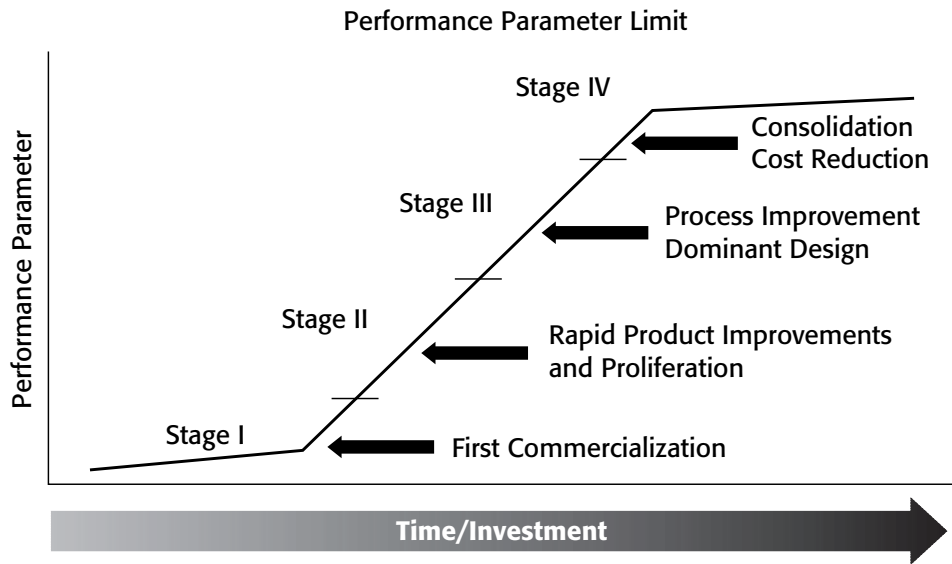 Performance Parameter Limit
Stage IV
Consolidation
Cost Reduction
Stage III
Process Improvement
Dominant Design
Performance Parameter
Stage II
Rapid Product Improvements
and Proliferation
Stage I
First Commercialization
Time/Investment